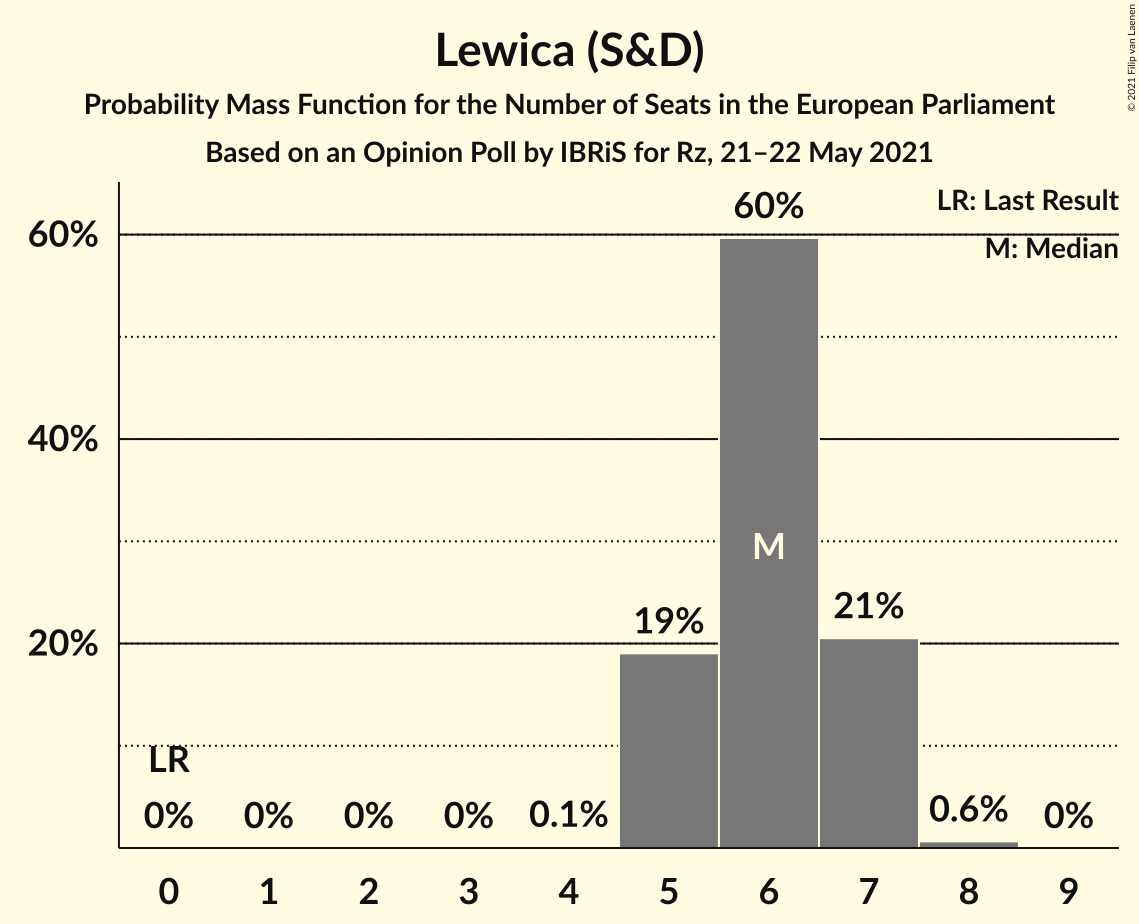 Lewica (S&D)
Probability Mass Function for the Number of Seats in the European Parliament
Based on an Opinion Poll by IBRiS for Rz, 21–22 May 2021
© 2021 Filip van Laenen
LR: Last Result
M: Median
60%
40%
20%
LR
0%
0%
0%
0%
0.1%
19%
60%
M
21%
0.6%
0%
0 1 2 3 4 5 6 7 8 9